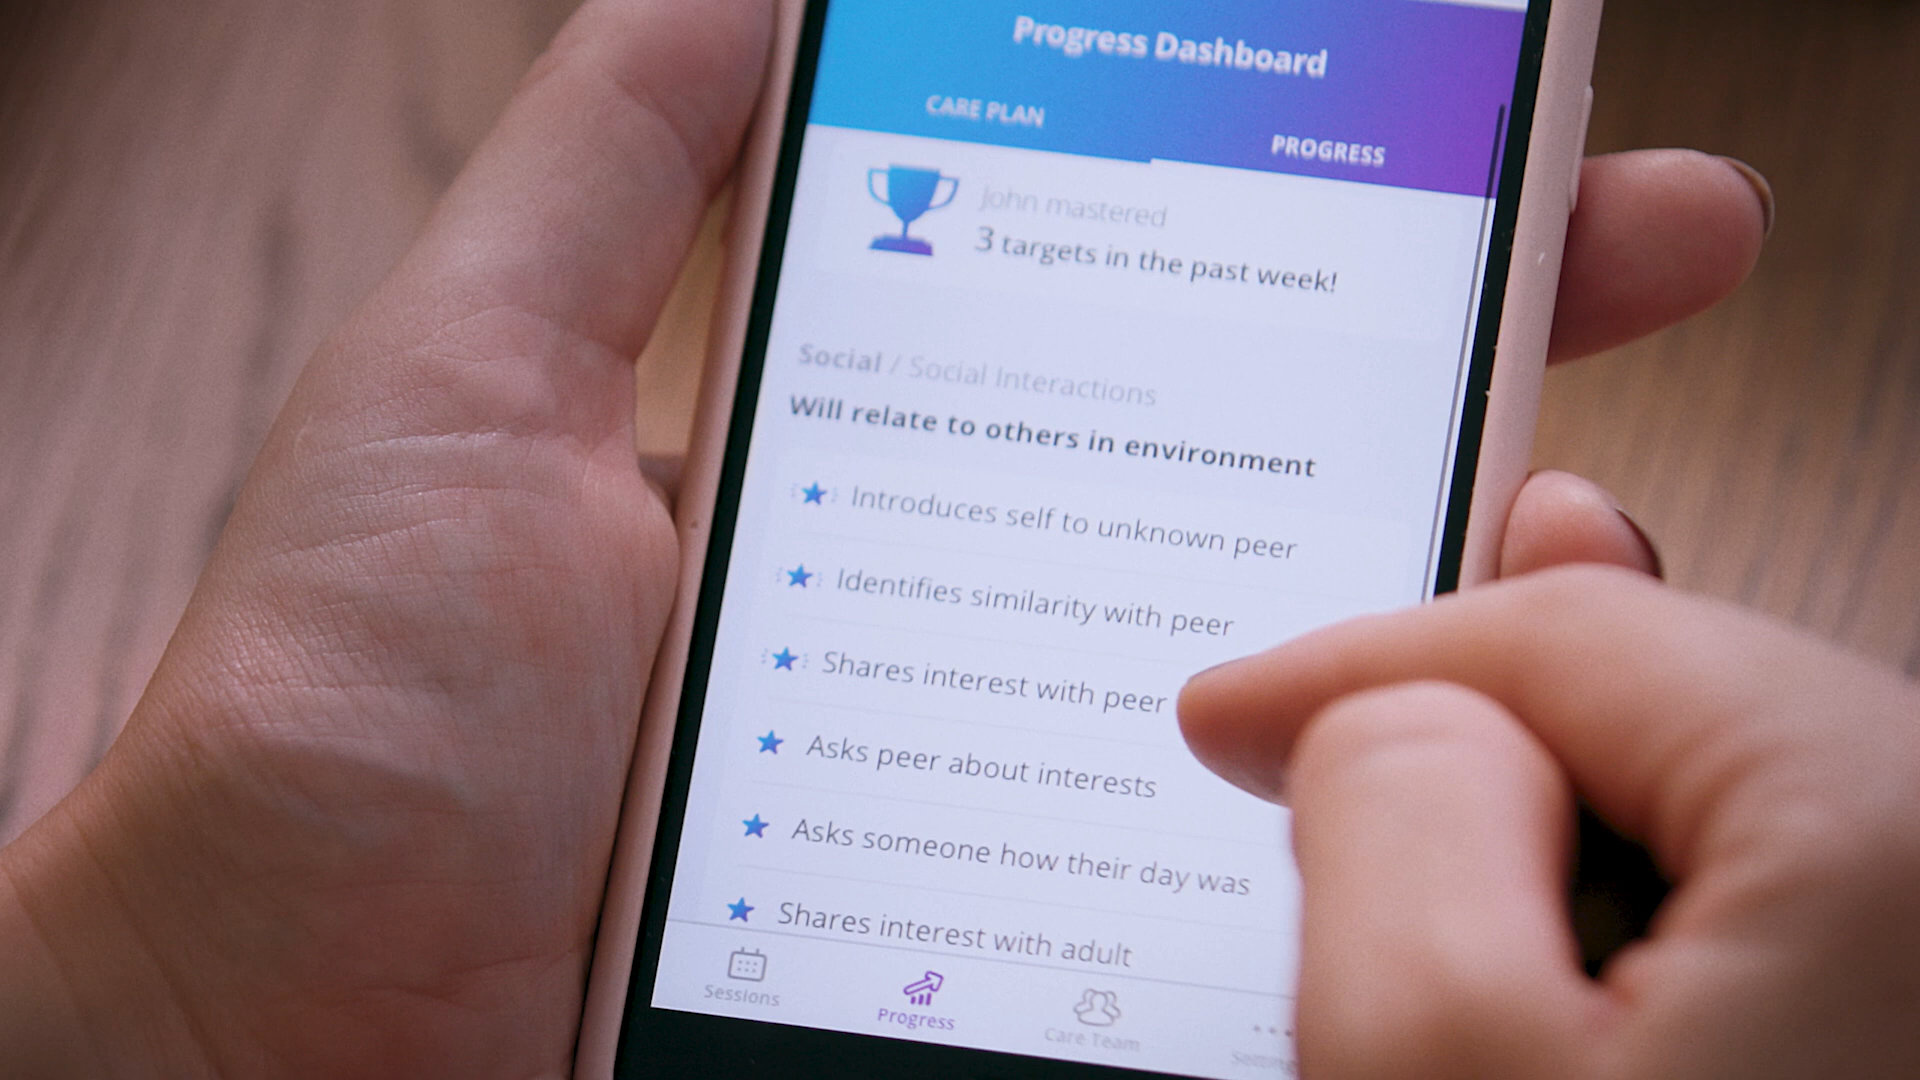 Progress Dashboard
CARE PLAN
PROGRESS
John mastered
3 targets in the past week!
Social / Social Interactions
Will relate to others in environment
Introduces self to unknown peer
Identifies similarity with peer
Shares interest with peer
Asks peer about interests
Asks someone how their day was
Shares interest with adult
Sessions
Progress
Care Team